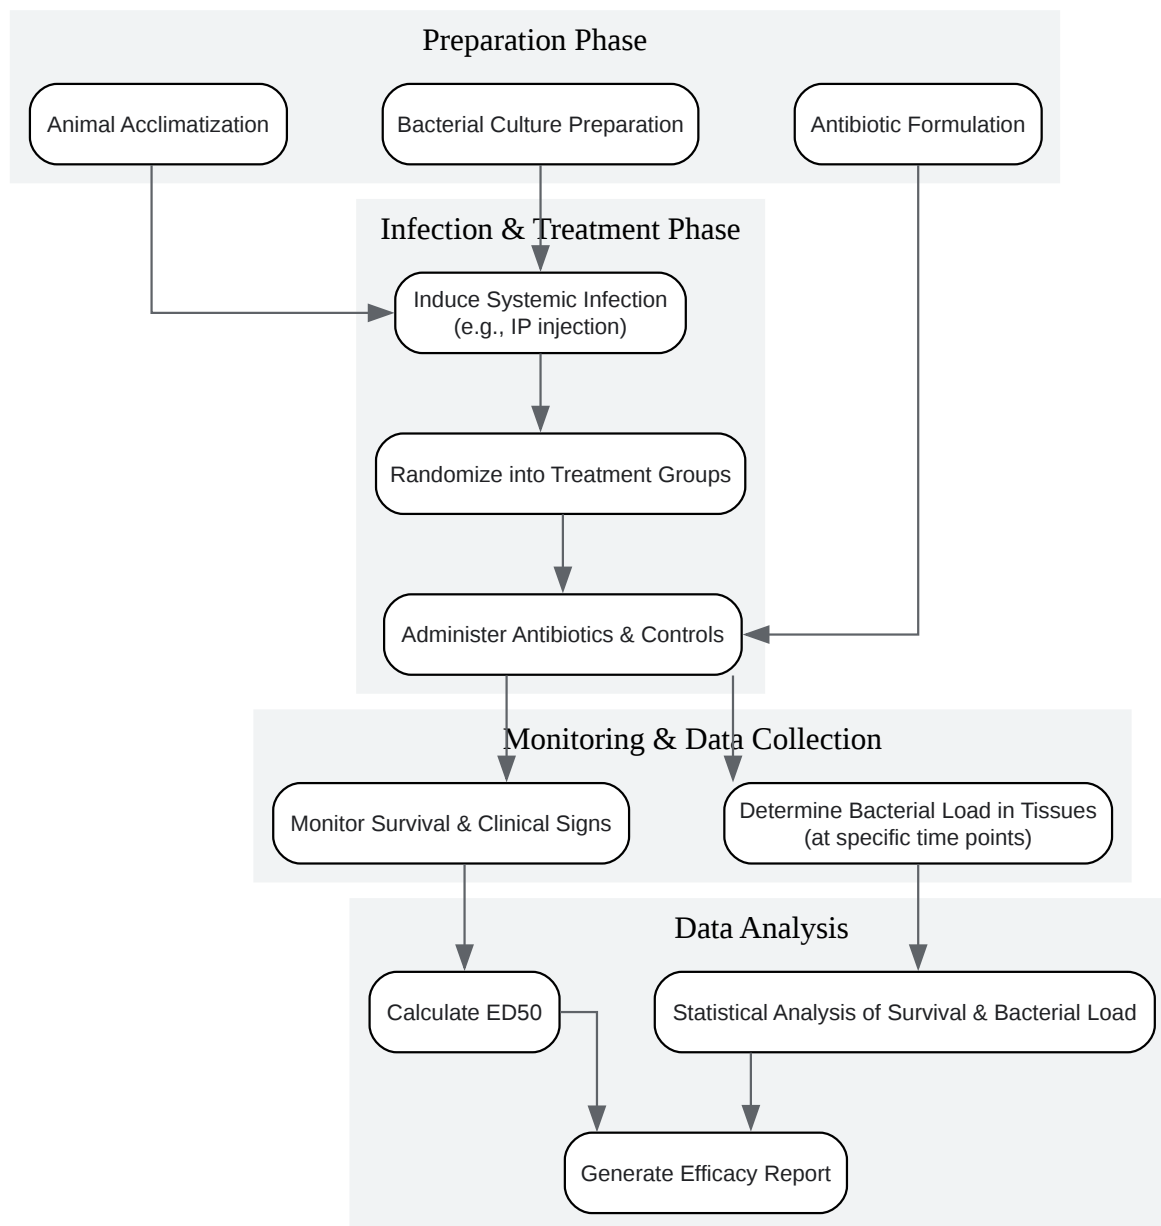 Preparation Phase
Animal Acclimatization
Bacterial Culture Preparation
Antibiotic Formulation
Infection & Treatment Phase
Induce Systemic Infection
(e.g., IP injection)
Randomize into Treatment Groups
Administer Antibiotics & Controls
Monitoring & Data Collection
Monitor Survival & Clinical Signs
Determine Bacterial Load in Tissues
(at specific time points)
Data Analysis
Calculate ED50
Statistical Analysis of Survival & Bacterial Load
Generate Efficacy Report